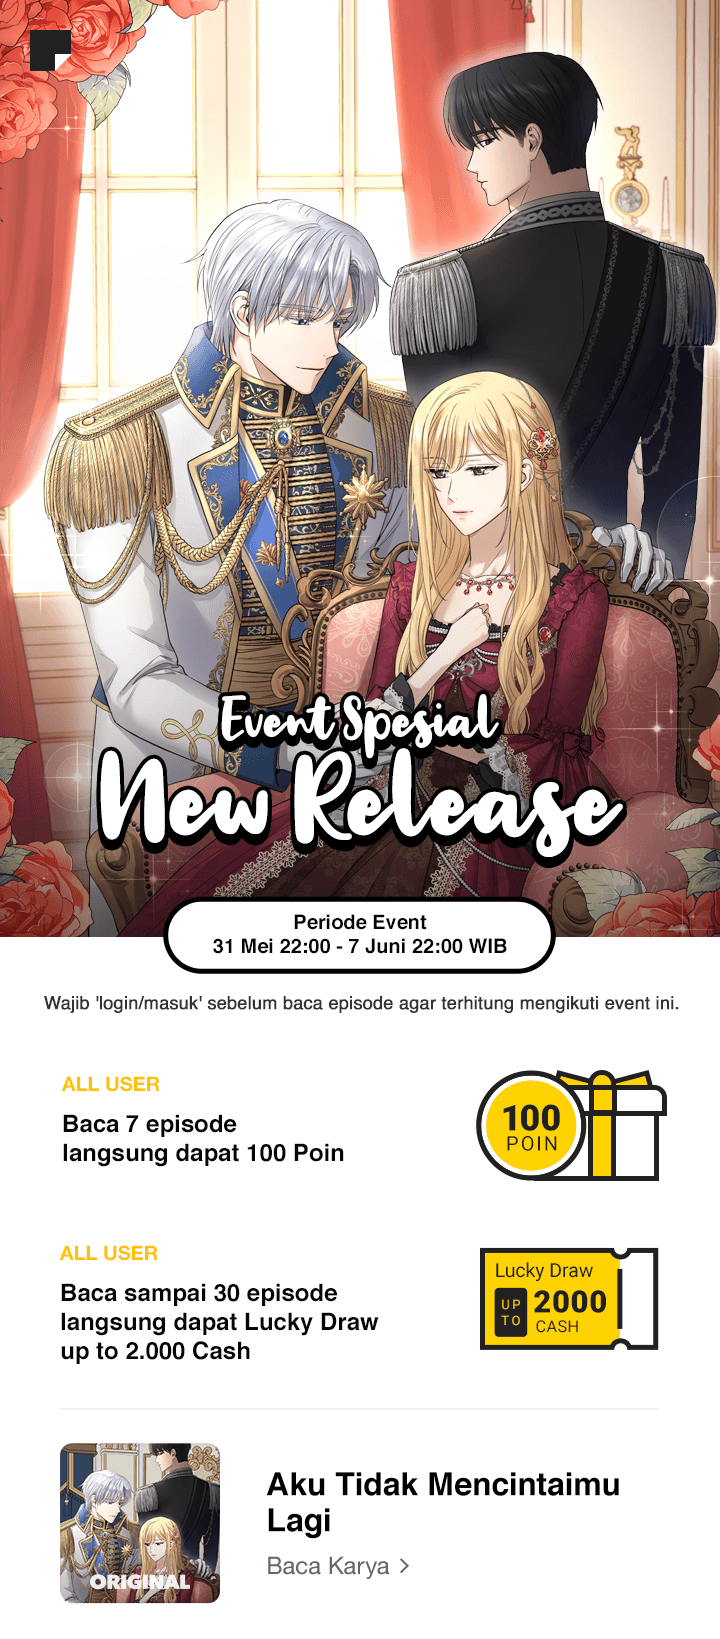 Event Spesial
New Release
Periode Event
31 Mei 22:00 - 7 Juni 22:00 WIB
Wajib 'login/masuk' sebelum baca episode agar terhitung mengikuti event ini.
ALL USER
Baca 7 episode
langsung dapat 100 Poin
100
POIN
ALL USER
Baca sampai 30 episode
langsung dapat Lucky Draw
up to 2.000 Cash
Lucky Draw
UP TO 2000
CASH
ORIGINAL
Aku Tidak Mencintaimu
Lagi
Baca Karya >